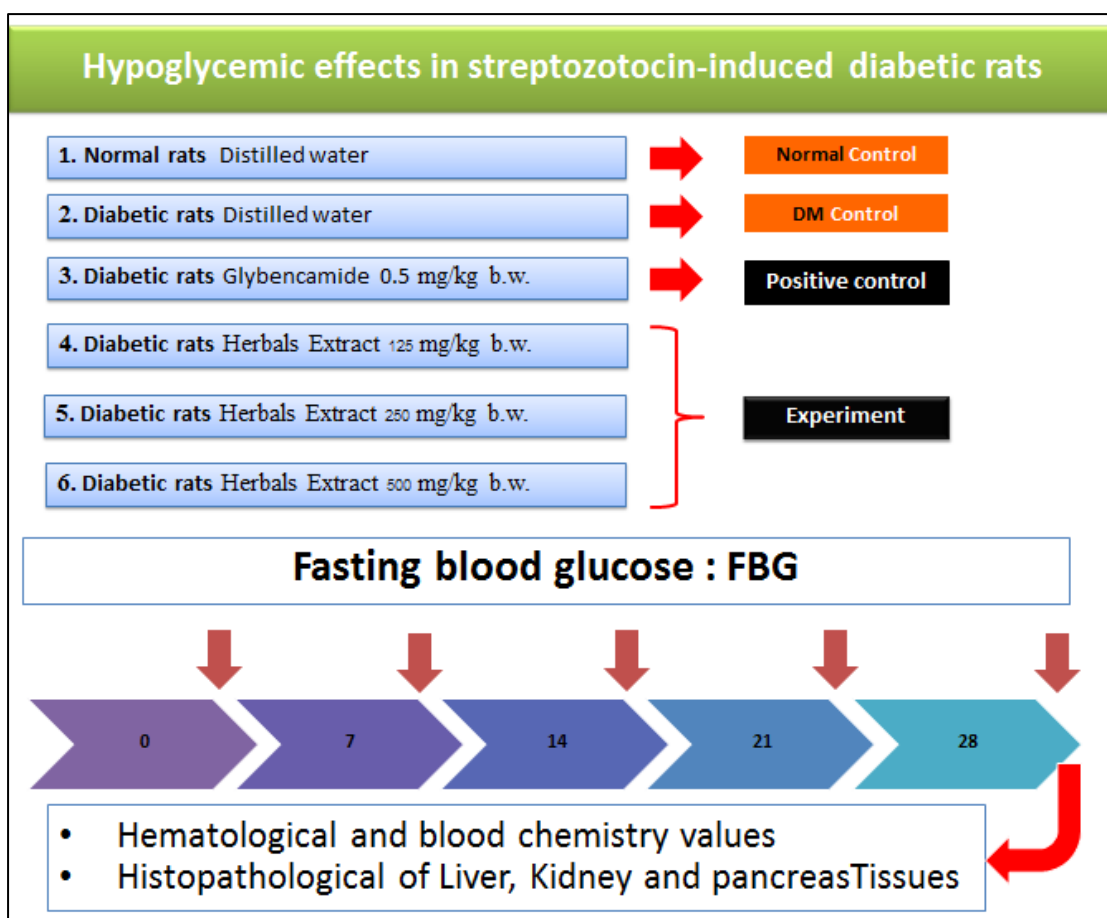 Hypoglycemic effects in streptozotocin-induced diabetic rats
1. Normal rats Distilled water
Normal Control
2. Diabetic rats Distilled water
DM Control
3. Diabetic rats Glybencamide 0.5 mg/kg b.w.
Positive control
4. Diabetic rats Herbals Extract 125 mg/kg b.w.
5. Diabetic rats Herbals Extract 250 mg/kg b.w.
Experiment
6. Diabetic rats Herbals Extract 500 mg/kg b.w.
Fasting blood glucose : FBG
0
7
14
21
28
• Hematological and blood chemistry values
• Histopathological of Liver, Kidney and pancreasTissues